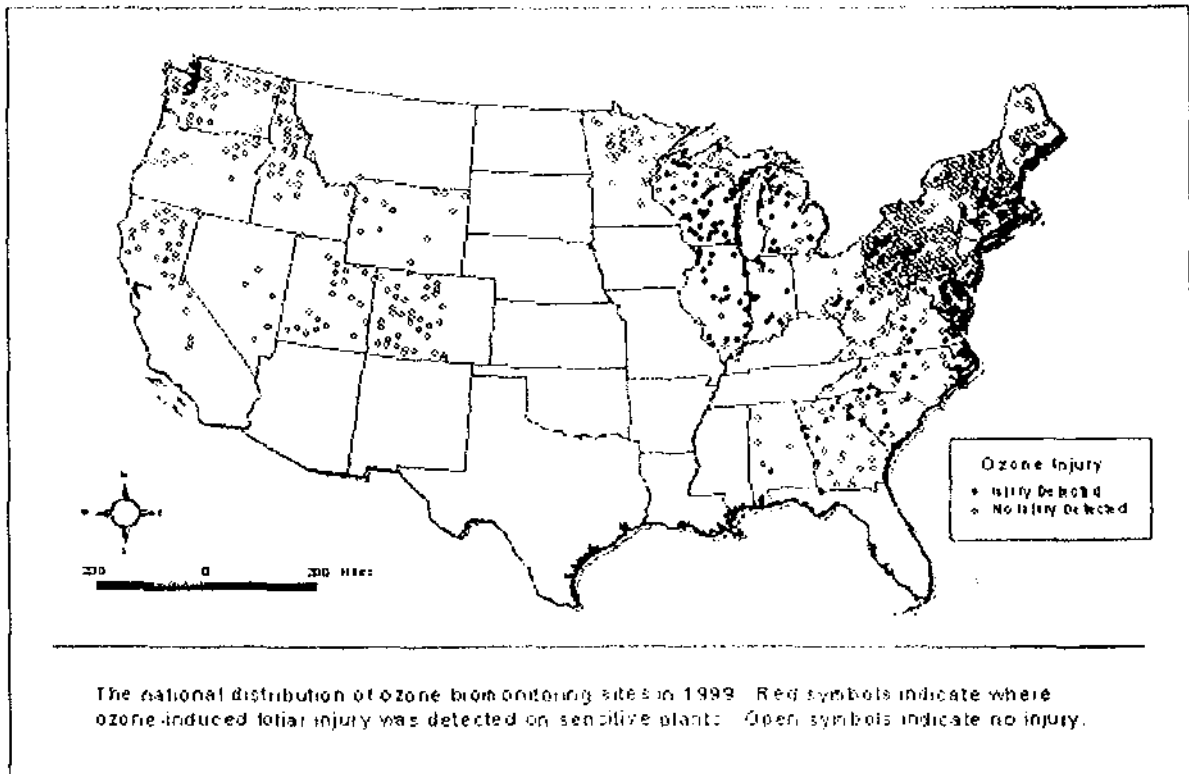 Ozone Injury
Injury Detected
No Injury Detected
200 0 200 Miles
The national distribution of ozone biomonitoring sites in 1999 Red symbols indicate where
ozone-induced foliar injury was detected on sensitive plants Open symbols indicate no injury.